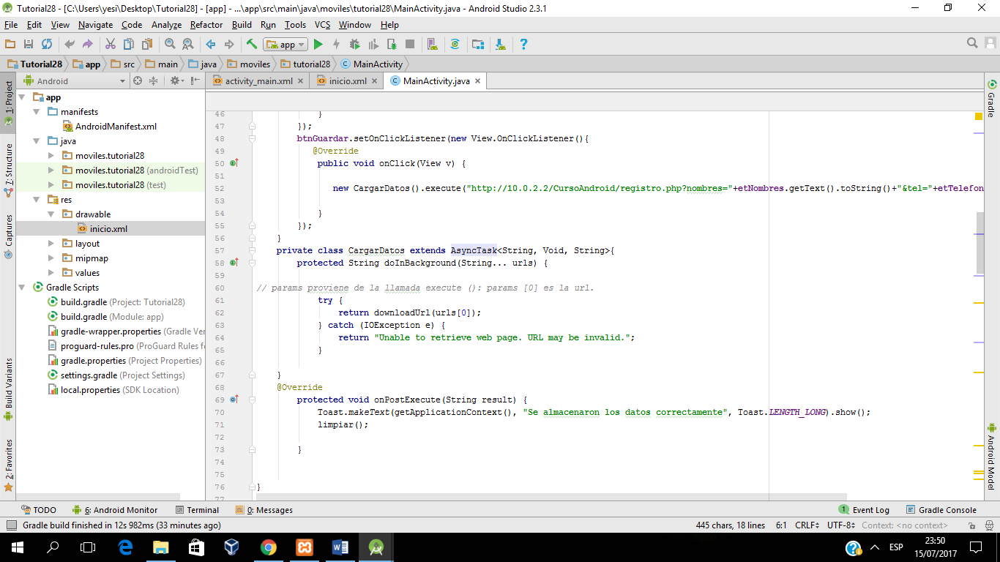 Tutorial28 - [C:\Users\yesi\Desktop\Tutorial28] - [app] - ...\app\src\main\java\moviles\tutorial28\MainActivity.java - Android Studio 2.3.1
File Edit View Navigate Code Analyze Refactor Build Run Tools VCS Window Help
app
Tutorial28 app src main java moviles tutorial28 MainActivity
Android
activity_main.xml inicio.xml MainActivity.java
1: Project
7: Structure
Captures
Build Variants
2: Favorites
app
manifests
AndroidManifest.xml
java
moviles.tutorial28
moviles.tutorial28 (androidTest)
moviles.tutorial28 (test)
res
drawable
inicio.xml
layout
mipmap
values
Gradle Scripts
build.gradle (Project: Tutorial28)
build.gradle (Module: app)
gradle-wrapper.properties (Gradle Ver
proguard-rules.pro (ProGuard Rules f
gradle.properties (Project Properties)
settings.gradle (Project Settings)
local.properties (SDK Location)
46 }
47 });
48 btnGuardar.setOnClickListener(new View.OnClickListener(){
49 @Override
50 public void onClick(View v) {
51
52 new CargarDatos().execute("http://10.0.2.2/CursoAndroid/registro.php?nombres="+etNombres.getText().toString()+"&tel="+etTelefon
53
54 }
55 });
56 }
57 private class CargarDatos extends AsyncTask<String, Void, String>{
58 protected String doInBackground(String... urls) {
59
60 // params proviene de la llamada execute (): params [0] es la url.
61 try {
62 return downloadUrl(urls[0]);
63 } catch (IOException e) {
64 return "Unable to retrieve web page. URL may be invalid.";
65 }
66
67 }
68 @Override
69 protected void onPostExecute(String result) {
70 Toast.makeText(getApplicationContext(), "Se almacenaron los datos correctamente", Toast.LENGTH_LONG).show();
71 limpiar();
72
73 }
74
75
76 }
77
Gradle
Android Model
TODO 6: Android Monitor Terminal 0: Messages 1 Event Log Gradle Console
Gradle build finished in 12s 982ms (33 minutes ago) 445 chars, 18 lines 6:1 CRLF UTF-8 Context: <no context>
ESP
23:50
15/07/2017